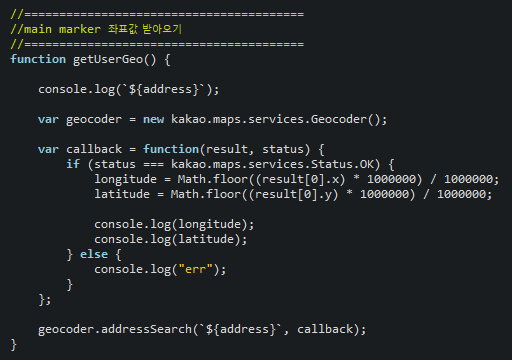 //========================================
//main marker 좌표값 받아오기
//========================================
function getUserGeo() {
    console.log(`${address}`);
    var geocoder = new kakao.maps.services.Geocoder();
    var callback = function(result, status) {
        if (status === kakao.maps.services.Status.OK) {
            longitude = Math.floor((result[0].x) * 1000000) / 1000000;
            latitude = Math.floor((result[0].y) * 1000000) / 1000000;
            console.log(longitude);
            console.log(latitude);
        } else {
            console.log("err");
        }
    };
    geocoder.addressSearch(`${address}`, callback);
}